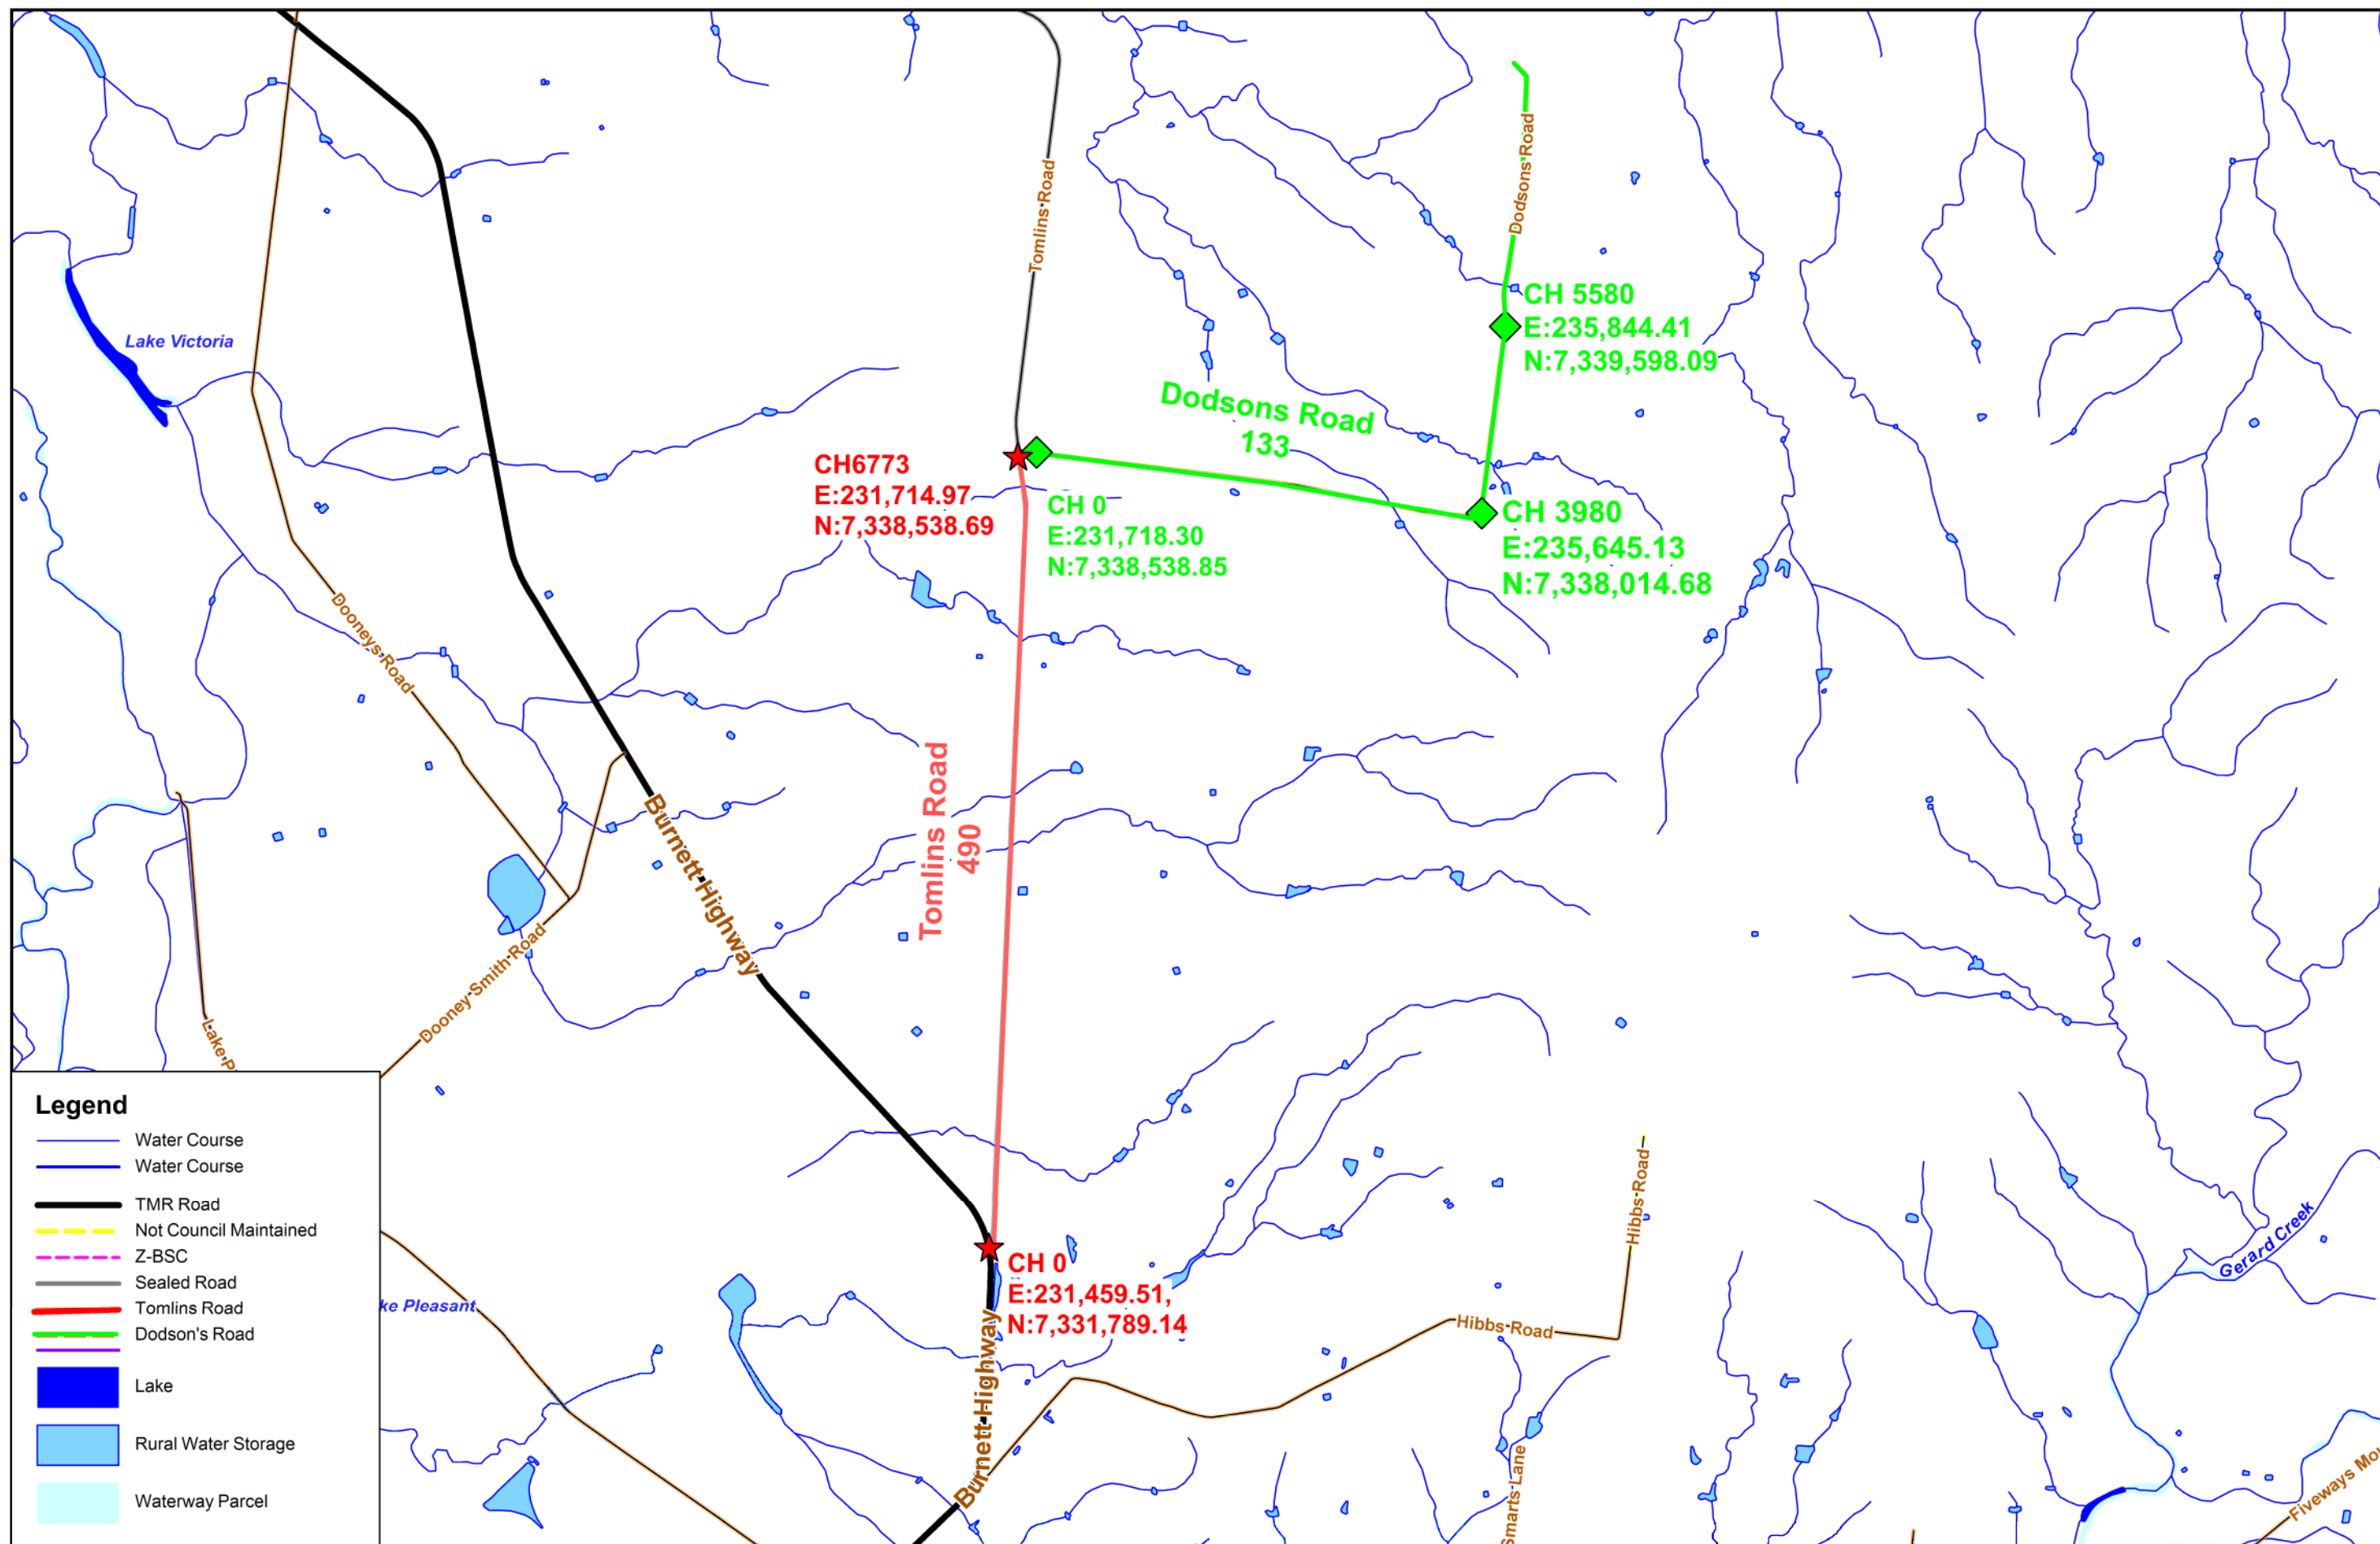 Tomlins Road
Dodsons Road
CH 5580
E:235,844.41
N:7,339,598.09
Lake Victoria
Dodsons Road
133
CH6773
E:231,714.97
N:7,338,538.69
CH 0
E:231,718.30
N:7,338,538.85
CH 3980
E:235,645.13
N:7,338,014.68
Dooneys Road
Tomlins Road
490
Burnett Highway
Dooney Smith Road
Lake P
Legend
Water Course
Water Course
TMR Road
Not Council Maintained
Z-BSC
Sealed Road
Tomlins Road
Dodson's Road
Lake
Rural Water Storage
Waterway Parcel
ke Pleasant
CH 0
E:231,459.51,
N:7,331,789.14
Burnett Highway
Hibbs Road
Hibbs Road
Gerard Creek
Smarts Lane
Fiveways Mou